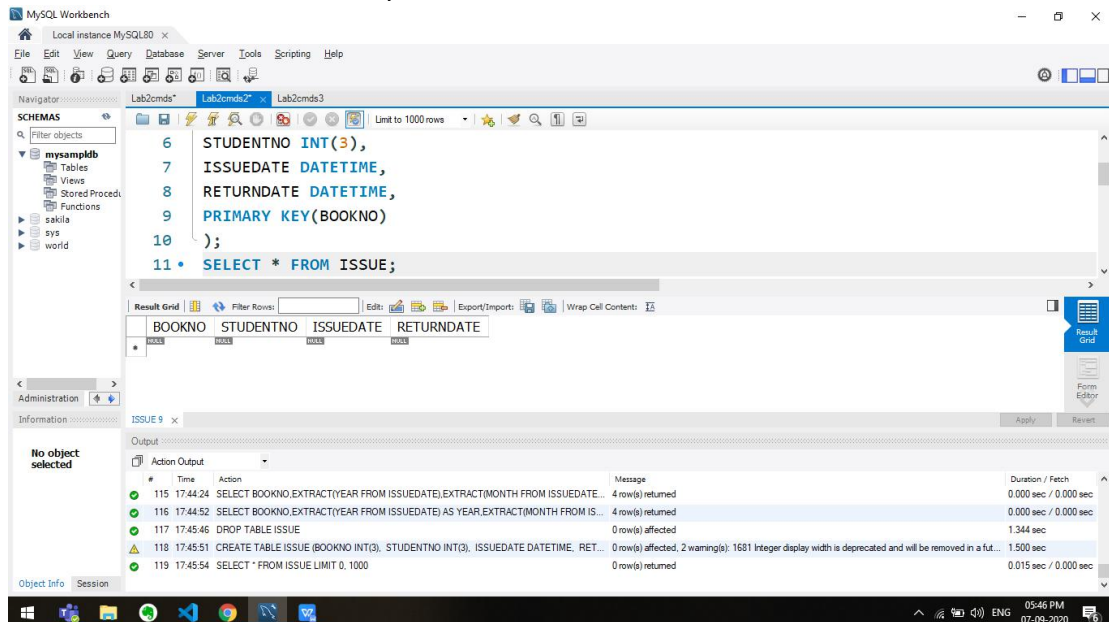 MySQL Workbench
Local instance MySQL80 ×
File Edit View Query Database Server Tools Scripting Help
Navigator
Lab2cmds* Lab2cmds2* × Lab2cmds3
SCHEMAS
Filter objects
mysampldb
Tables
Views
Stored Procedu
Functions
sakila
sys
world
Limit to 1000 rows
6 STUDENTNO INT(3),
7 ISSUEDATE DATETIME,
8 RETURNDATE DATETIME,
9 PRIMARY KEY(BOOKNO)
10 );
11 SELECT * FROM ISSUE;
Result Grid Filter Rows: Edit: Export/Import: Wrap Cell Content:
BOOKNO STUDENTNO ISSUEDATE RETURNDATE
NULL NULL NULL NULL
Result Grid
Form Editor
Administration
Information
ISSUE 9 ×
Apply Revert
No object selected
Output
Action Output
# Time Action Message Duration / Fetch
115 17:44:24 SELECT BOOKNO,EXTRACT(YEAR FROM ISSUEDATE),EXTRACT(MONTH FROM ISSUEDATE... 4 row(s) returned 0.000 sec / 0.000 sec
116 17:44:52 SELECT BOOKNO,EXTRACT(YEAR FROM ISSUEDATE) AS YEAR,EXTRACT(MONTH FROM IS... 4 row(s) returned 0.000 sec / 0.000 sec
117 17:45:46 DROP TABLE ISSUE 0 row(s) affected 1.344 sec
118 17:45:51 CREATE TABLE ISSUE (BOOKNO INT(3), STUDENTNO INT(3), ISSUEDATE DATETIME, RET... 0 row(s) affected, 2 warning(s): 1681 Integer display width is deprecated and will be removed in a fut... 1.500 sec
119 17:45:54 SELECT * FROM ISSUE LIMIT 0, 1000 0 row(s) returned 0.015 sec / 0.000 sec
Object Info Session
ENG 05:46 PM
07-09-2020
6